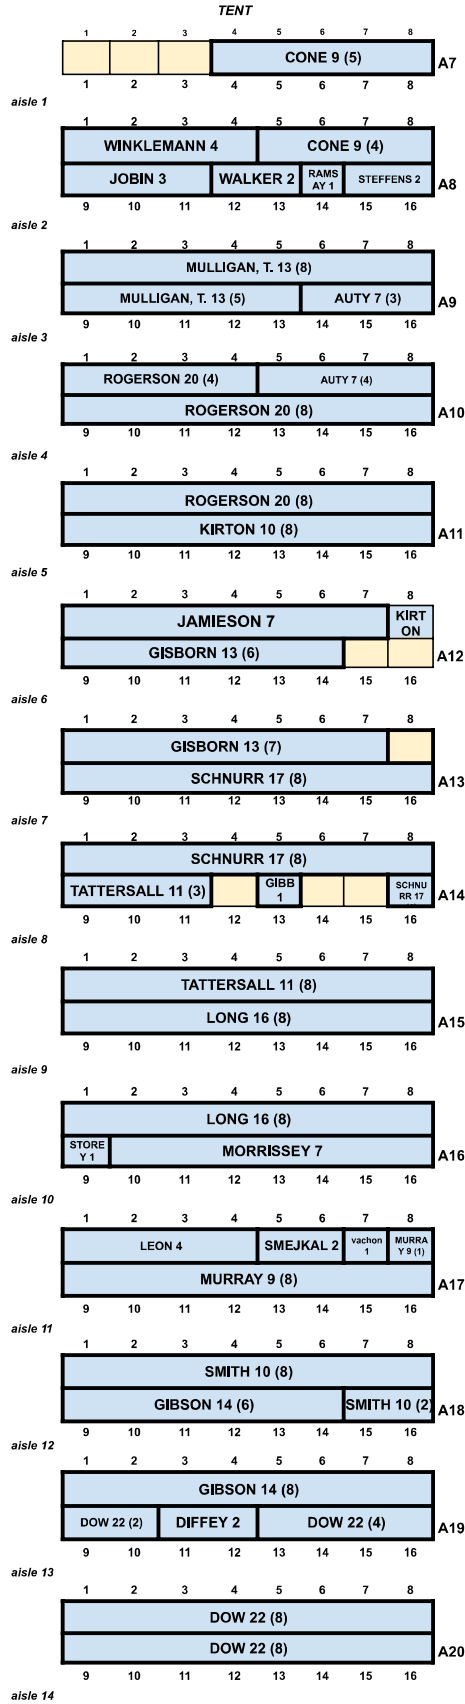 TENT
1 2 3 4 5 6 7 8
CONE 9 (5) A7
1 2 3 4 5 6 7 8
aisle 1
1 2 3 4 5 6 7 8
WINKLEMANN 4 CONE 9 (4)
JOBIN 3 WALKER 2 RAMS STEFFENS 2 A8
AY 1
9 10 11 12 13 14 15 16
aisle 2
1 2 3 4 5 6 7 8
MULLIGAN, T. 13 (8)
MULLIGAN, T. 13 (5) AUTY 7 (3) A9
9 10 11 12 13 14 15 16
aisle 3
1 2 3 4 5 6 7 8
ROGERSON 20 (4) AUTY 7 (4)
ROGERSON 20 (8) A10
9 10 11 12 13 14 15 16
aisle 4
1 2 3 4 5 6 7 8
ROGERSON 20 (8)
KIRTON 10 (8) A11
9 10 11 12 13 14 15 16
aisle 5
1 2 3 4 5 6 7 8
JAMIESON 7 KIRT
ON
GISBORN 13 (6) A12
9 10 11 12 13 14 15 16
aisle 6
1 2 3 4 5 6 7 8
GISBORN 13 (7)
SCHNURR 17 (8) A13
9 10 11 12 13 14 15 16
aisle 7
1 2 3 4 5 6 7 8
SCHNURR 17 (8)
TATTERSALL 11 (3) GIBB SCHNU A14
1 RR 17
9 10 11 12 13 14 15 16
aisle 8
1 2 3 4 5 6 7 8
TATTERSALL 11 (8)
LONG 16 (8) A15
9 10 11 12 13 14 15 16
aisle 9
1 2 3 4 5 6 7 8
LONG 16 (8)
STORE MORRISSEY 7 A16
Y 1
9 10 11 12 13 14 15 16
aisle 10
1 2 3 4 5 6 7 8
LEON 4 SMEJKAL 2 vachon MURRA
1 Y 9 (1)
MURRAY 9 (8) A17
9 10 11 12 13 14 15 16
aisle 11
1 2 3 4 5 6 7 8
SMITH 10 (8)
GIBSON 14 (6) SMITH 10 (2) A18
9 10 11 12 13 14 15 16
aisle 12
1 2 3 4 5 6 7 8
GIBSON 14 (8)
DOW 22 (2) DIFFEY 2 DOW 22 (4) A19
9 10 11 12 13 14 15 16
aisle 13
1 2 3 4 5 6 7 8
DOW 22 (8)
DOW 22 (8) A20
9 10 11 12 13 14 15 16
aisle 14